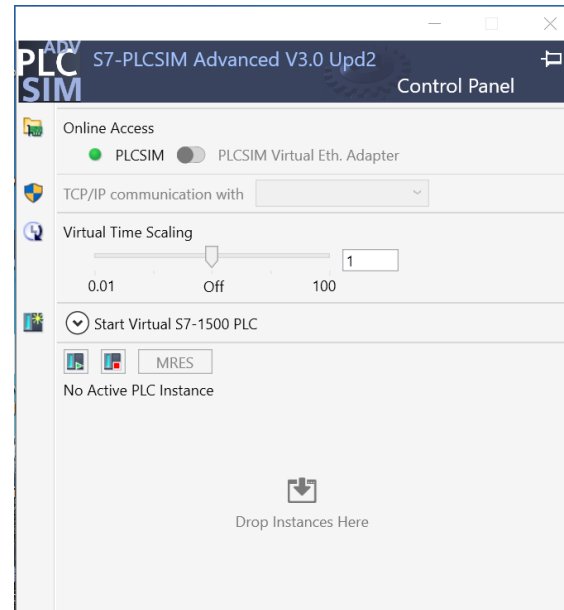 PLC ADV
SIM
S7-PLCSIM Advanced V3.0 Upd2
Control Panel
Online Access
PLCSIM PLCSIM Virtual Eth. Adapter
TCP/IP communication with
Virtual Time Scaling
1
0.01 Off 100
Start Virtual S7-1500 PLC
MRES
No Active PLC Instance
Drop Instances Here